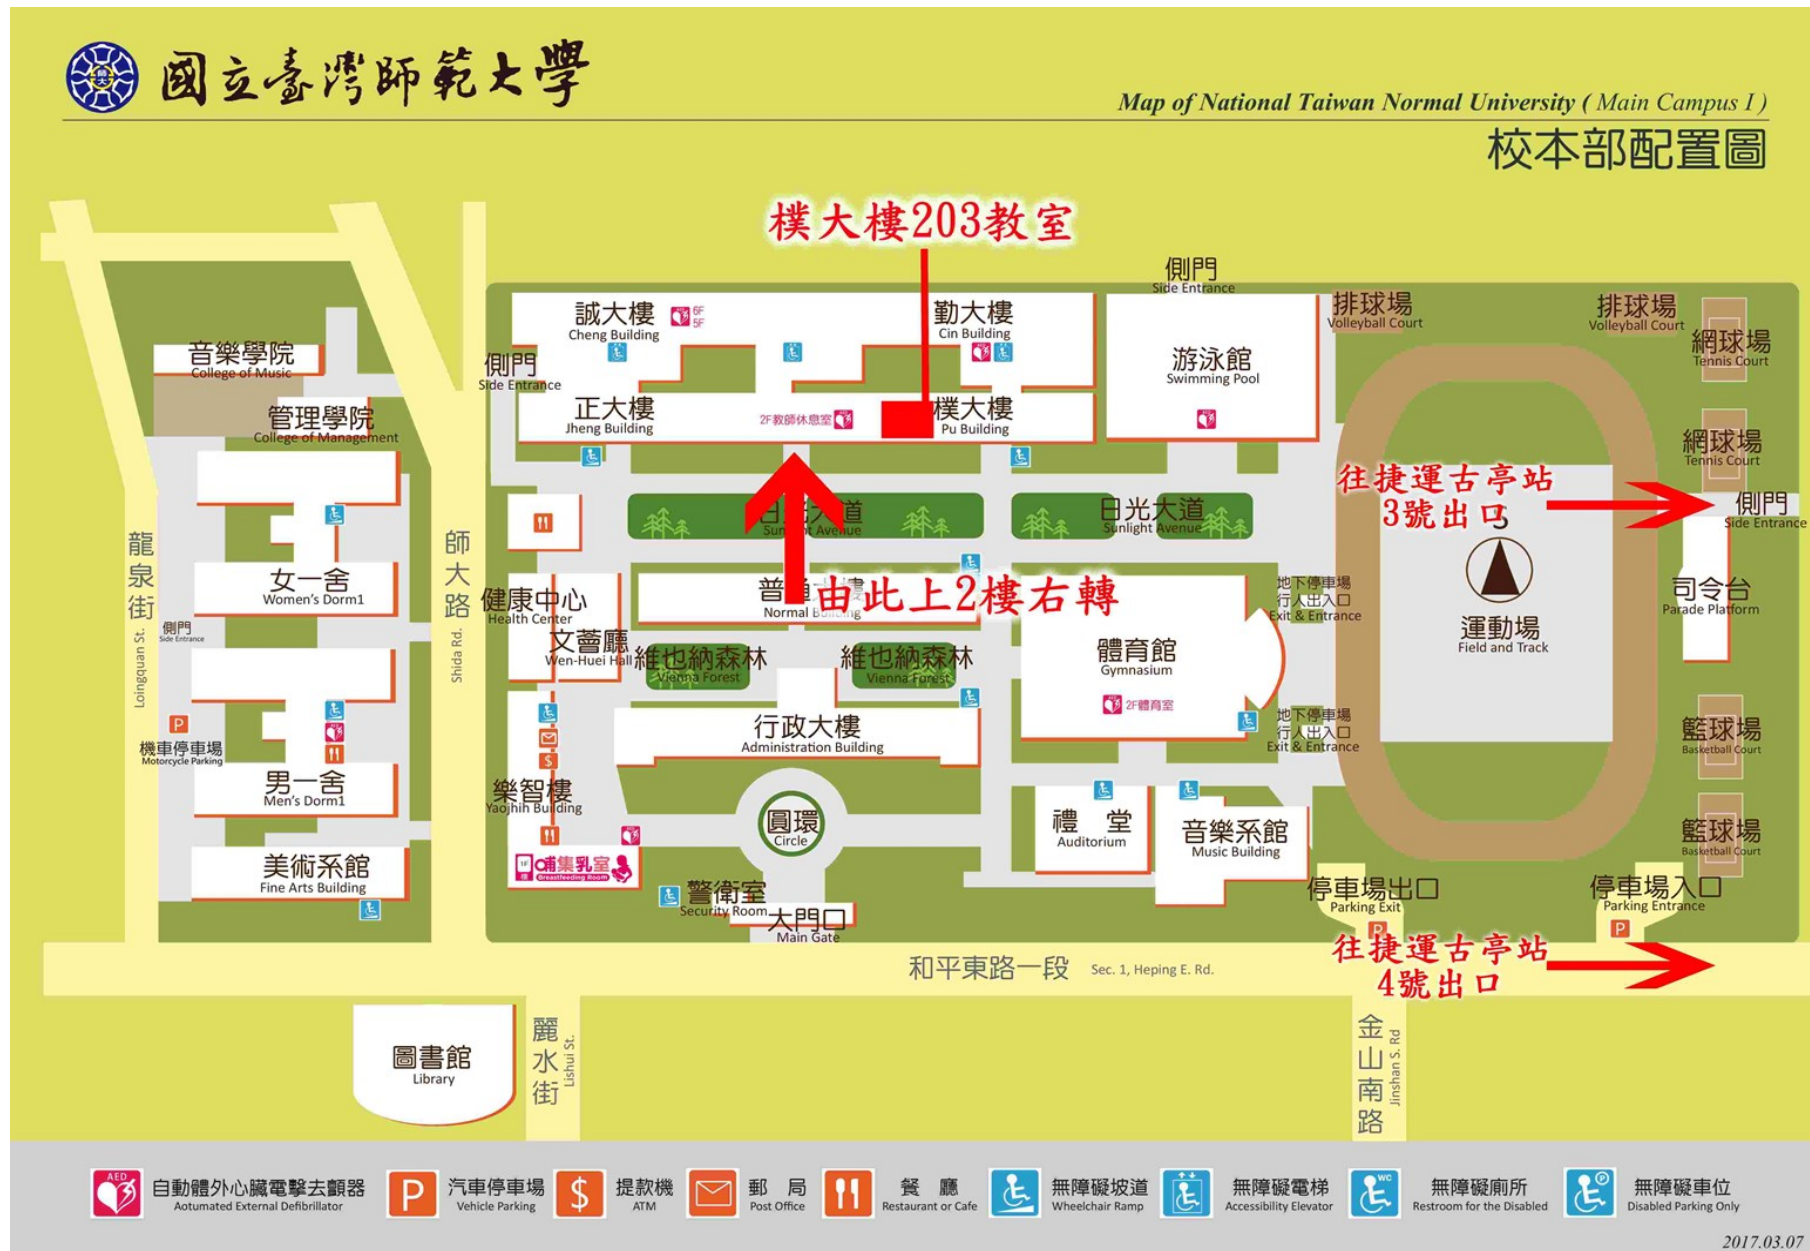 國立臺灣師範大學
Map of National Taiwan Normal University ( Main Campus I )
校本部配置圖
樸大樓203教室
側門
Side Entrance
誠大樓
Cheng Building
AED
6F
5F
勤大樓
Cin Building
游泳館
Swimming Pool
排球場
Volleyball Court
排球場
Volleyball Court
網球場
Tennis Court
音樂學院
College of Music
側門
Side Entrance
管理學院
College of Management
正大樓
Jheng Building
2F教師休息室
樸大樓
Pu Building
網球場
Tennis Court
往捷運古亭站
3號出口
側門
Side Entrance
S
日光大道
Sunlight Avenue
日光大道
Sunlight Avenue
龍泉街
Loingquan St.
師大路
Shida Rd.
女一舍
Women's Dorm1
健康中心
Health Center
文薈廳
Wen-Huei Hall
普通大樓
Normal Building
由此上2樓右轉
地下停車場
行人出入口
Exit & Entrance
司令台
Parade Platform
運動場
Field and Track
側門
Side Entrance
維也納森林
Vienna Forest
維也納森林
Vienna Forest
體育館
Gymnasium
2F體育室
地下停車場
行人出入口
Exit & Entrance
P
機車停車場
Motorcycle Parking
行政大樓
Administration Building
籃球場
Basketball Court
男一舍
Men's Dorm1
$
樂智樓
Yaojhih Building
圓環
Circle
禮 堂
Auditorium
音樂系館
Music Building
籃球場
Basketball Court
美術系館
Fine Arts Building
1F
哺集乳室
Breastfeeding Room
警衛室
Security Room
大門口
Main Gate
停車場出口
Parking Exit
P
停車場入口
Parking Entrance
P
和平東路一段 Sec. 1, Heping E. Rd.
往捷運古亭站
4號出口
圖書館
Library
麗水街
Lishui St.
金山南路
Jinshan S. Rd
AED
自動體外心臟電擊去顫器
Aotumated External Defibrillator
P
汽車停車場
Vehicle Parking
$
提款機
ATM
郵 局
Post Office
餐 廳
Restaurant or Cafe
無障礙坡道
Wheelchair Ramp
無障礙電梯
Accessibility Elevator
WC
無障礙廁所
Restroom for the Disabled
P
無障礙車位
Disabled Parking Only
2017.03.07